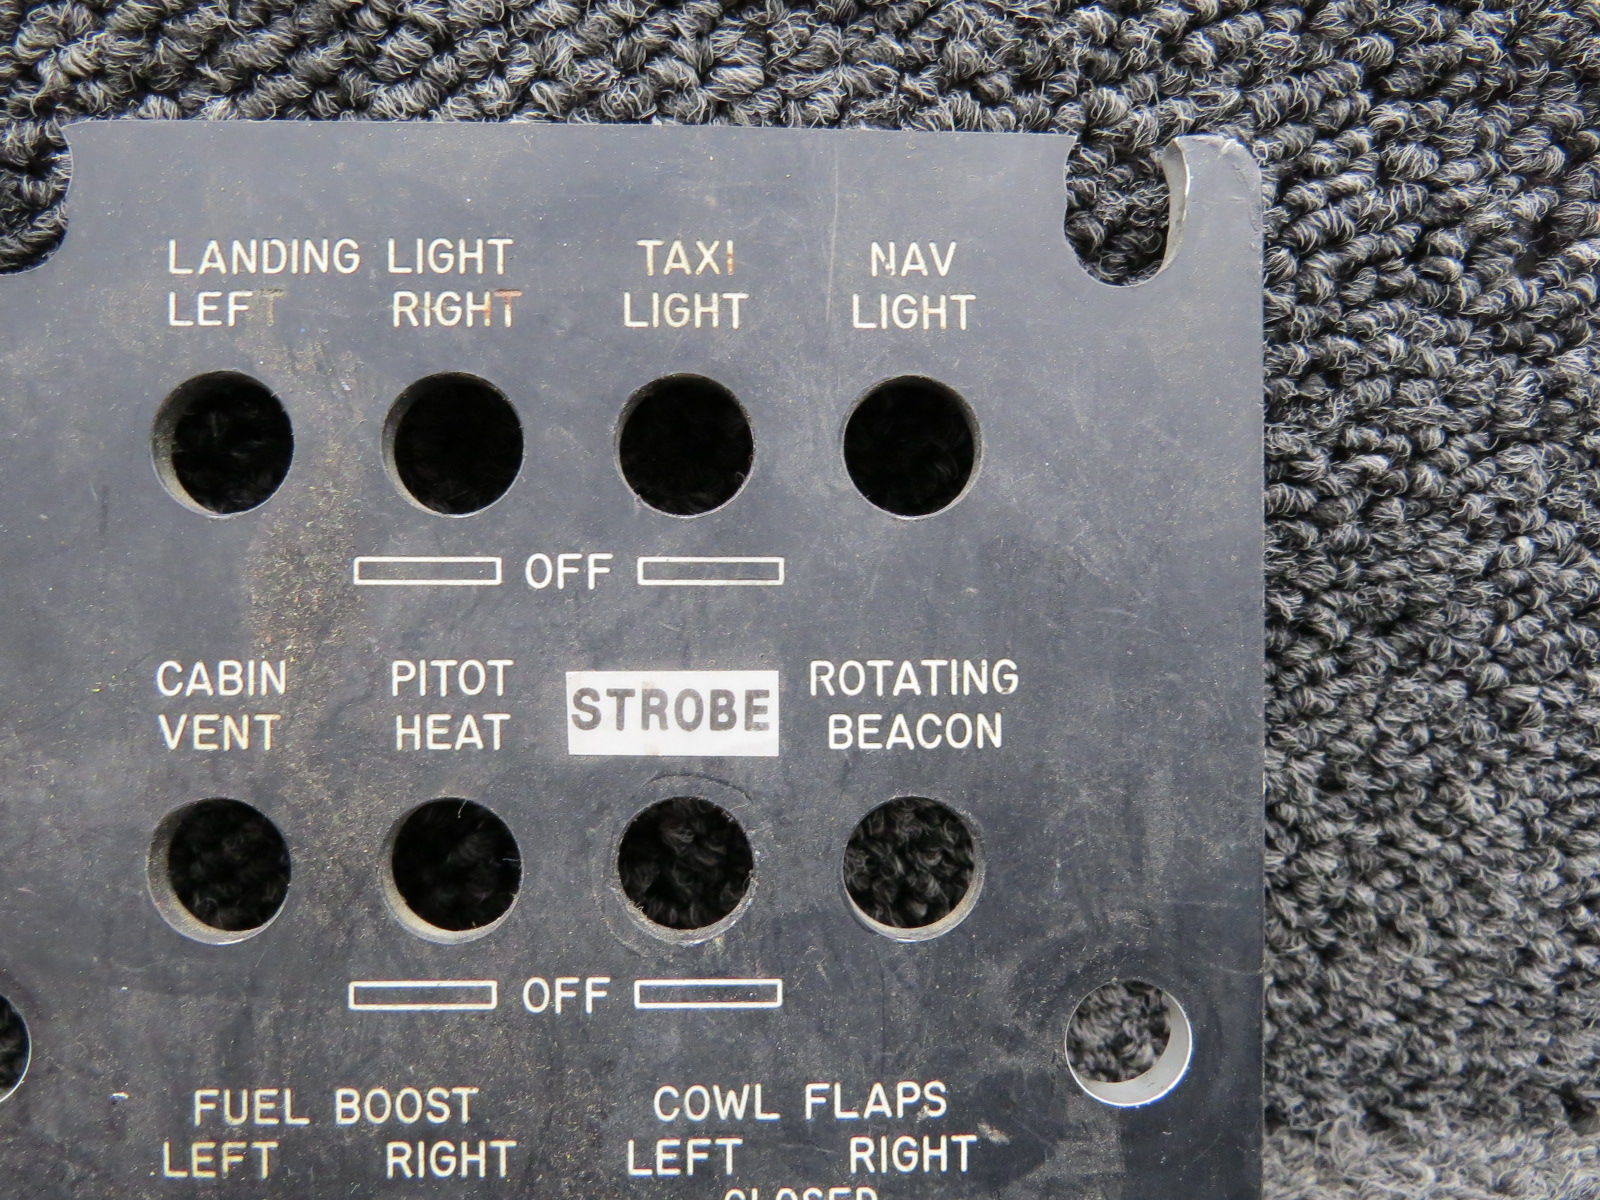 LANDING LIGHT TAXI NAV
LEFT RIGHT LIGHT LIGHT
OFF
CABIN PITOT STROBE ROTATING
VENT HEAT BEACON
OFF
FUEL BOOST COWL FLAPS
LEFT RIGHT LEFT RIGHT
CLOSED